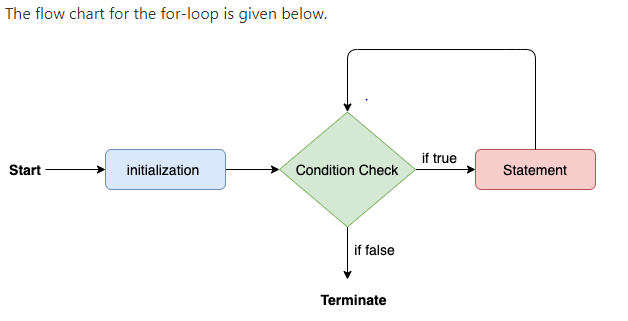 The flow chart for the for-loop is given below.
Start
initialization
Condition Check
if true
Statement
if false
Terminate